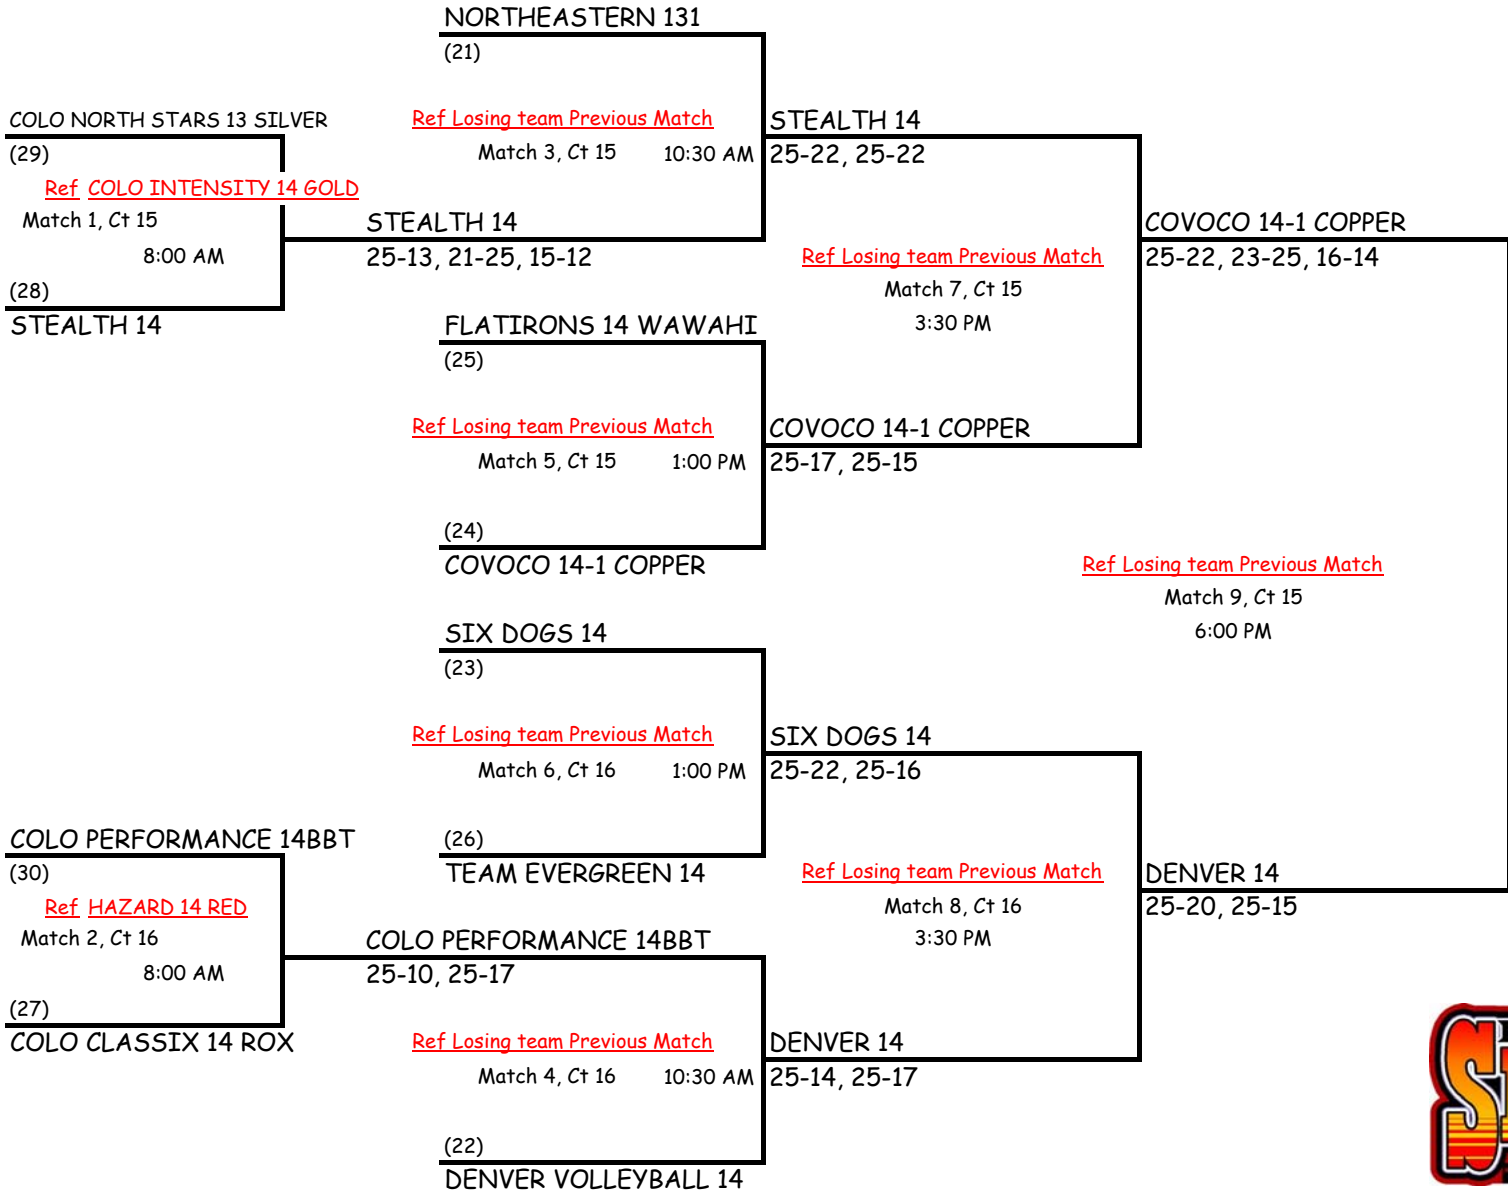 NORTHEASTERN 131
(21)
COLO NORTH STARS 13 SILVER
Ref Losing team Previous Match
STEALTH 14
(29)
Match 3, Ct 15 10:30 AM
25-22, 25-22
Ref COLO INTENSITY 14 GOLD
Match 1, Ct 15
STEALTH 14
COVOCO 14-1 COPPER
8:00 AM
25-13, 21-25, 15-12
Ref Losing team Previous Match
25-22, 23-25, 16-14
(28)
Match 7, Ct 15
STEALTH 14
FLATIRONS 14 WAWAHI
3:30 PM
(25)
Ref Losing team Previous Match
COVOCO 14-1 COPPER
Match 5, Ct 15 1:00 PM
25-17, 25-15
(24)
COVOCO 14-1 COPPER
Ref Losing team Previous Match
Match 9, Ct 15
SIX DOGS 14
6:00 PM
(23)
Ref Losing team Previous Match
SIX DOGS 14
Match 6, Ct 16 1:00 PM
25-22, 25-16
COLO PERFORMANCE 14BBT
(26)
(30)
TEAM EVERGREEN 14
Ref Losing team Previous Match
DENVER 14
Ref HAZARD 14 RED
Match 8, Ct 16
25-20, 25-15
Match 2, Ct 16
COLO PERFORMANCE 14BBT
3:30 PM
8:00 AM
25-10, 25-17
(27)
COLO CLASSIX 14 ROX
Ref Losing team Previous Match
DENVER 14
Match 4, Ct 16 10:30 AM
25-14, 25-17
(22)
DENVER VOLLEYBALL 14